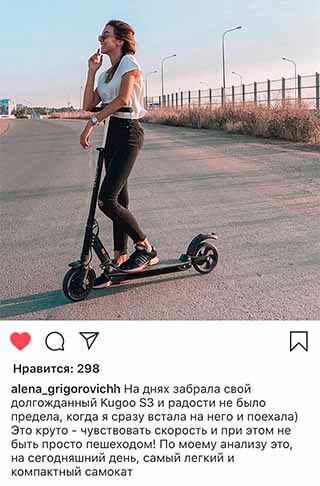 Нравится: 298
alena_grigorovichh На днях забрала свой
долгожданный Kugoo S3 и радости не было
предела, когда я сразу встала на него и поехала)
Это круто - чувствовать скорость и при этом не
быть просто пешеходом! По моему анализу это,
на сегодняшний день, самый легкий и
компактный самокат